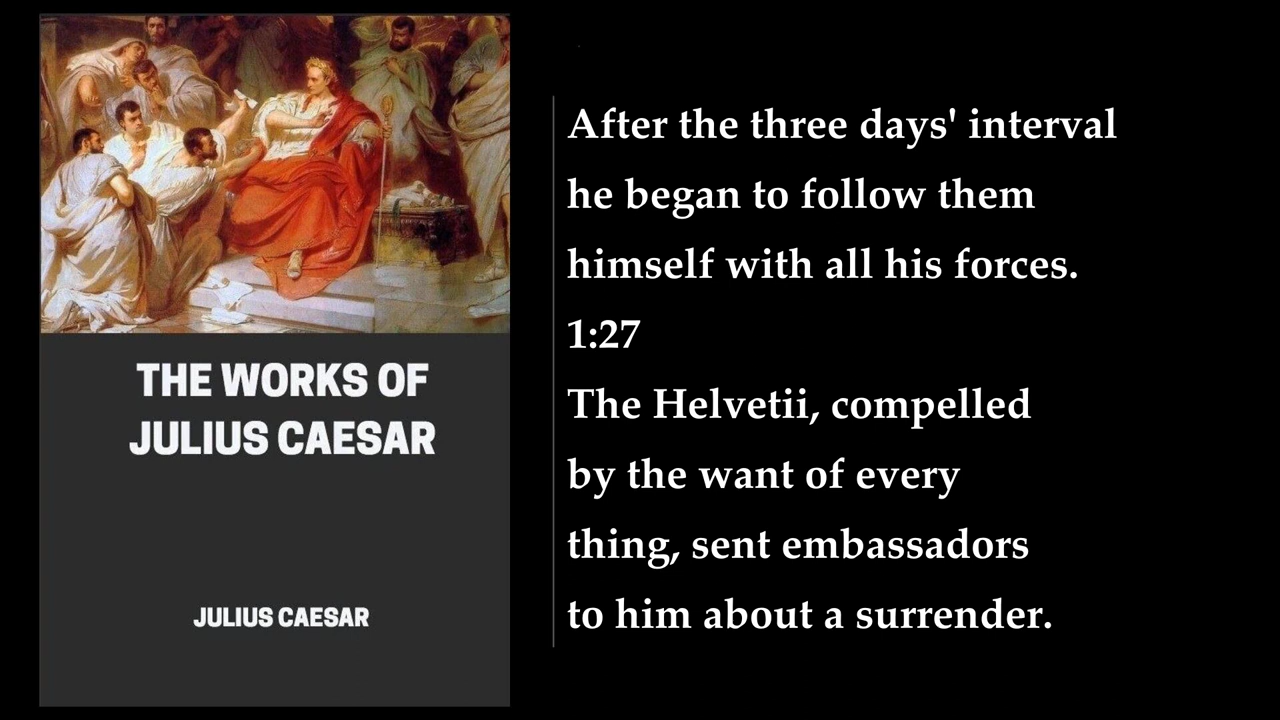 THE WORKS OF
JULIUS CAESAR
JULIUS CAESAR
After the three days' interval
he began to follow them
himself with all his forces.
1:27
The Helvetii, compelled
by the want of every
thing, sent embassadors
to him about a surrender.